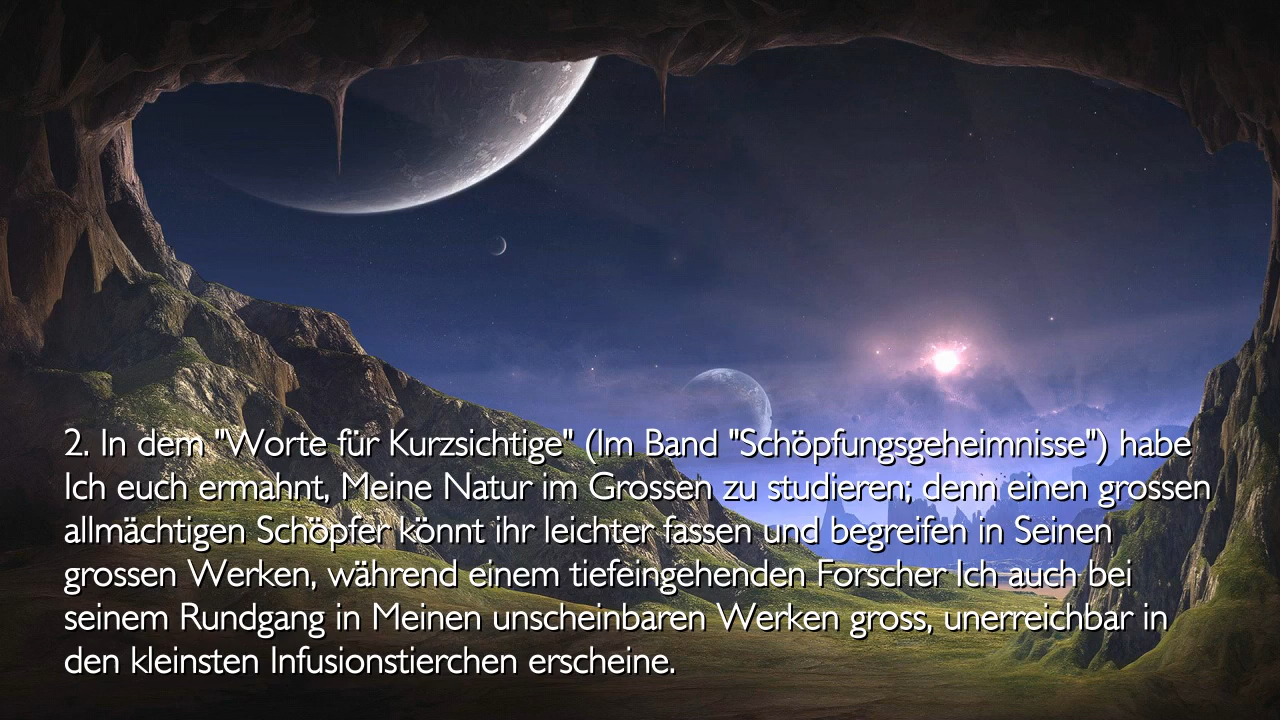 2. In dem "Worte für Kurzsichtige" (Im Band "Schöpfungsgeheimnisse") habe
Ich euch ermahnt, Meine Natur im Grossen zu studieren; denn einen grossen
allmächtigen Schöpfer könnt ihr leichter fassen und begreifen in Seinen
grossen Werken, während einem tiefeingehenden Forscher Ich auch bei
seinem Rundgang in Meinen unscheinbaren Werken gross, unerreichbar in
den kleinsten Infusionstierchen erscheine.